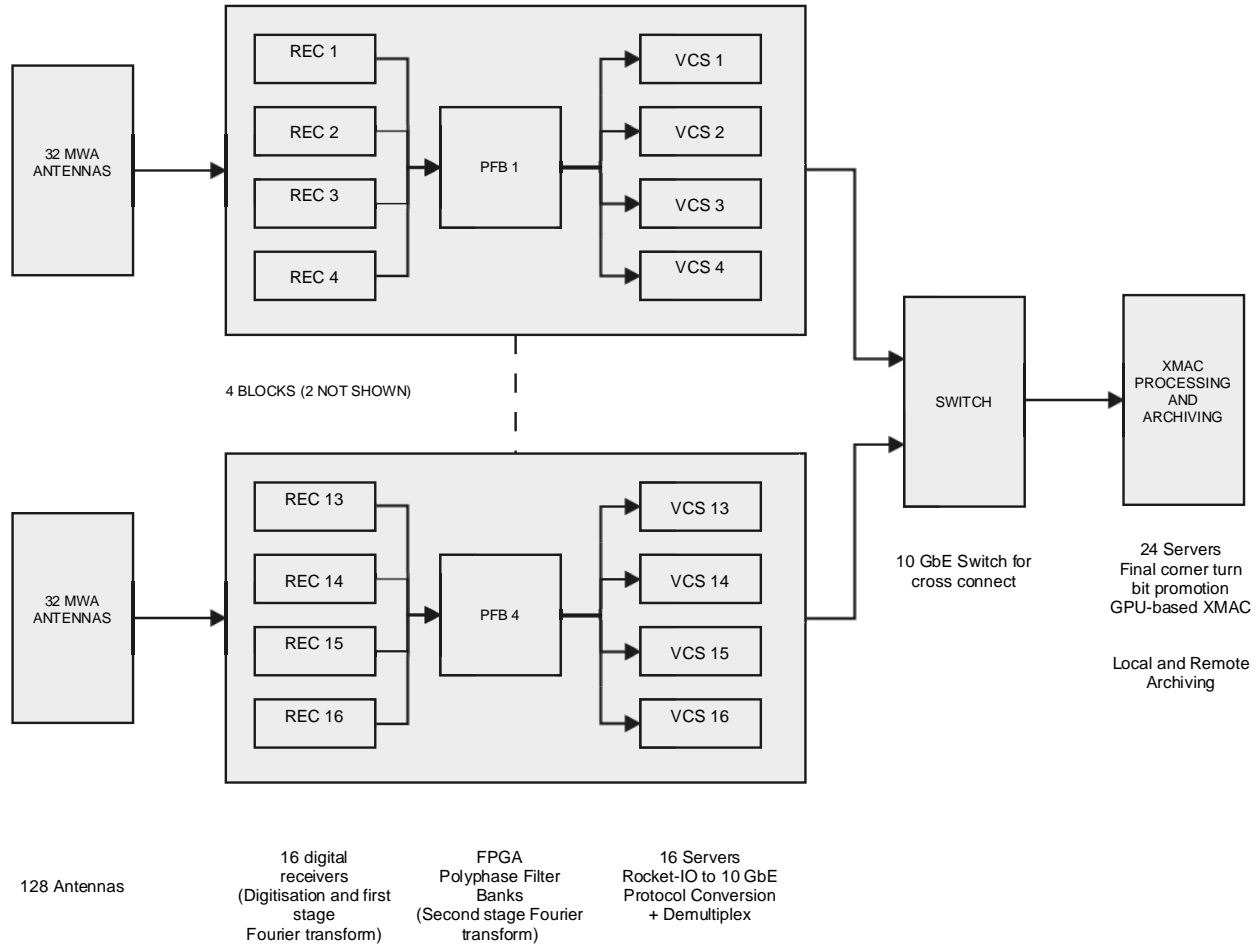 REC 1
REC 2
REC 3
REC 4
32 MWA
ANTENNAS
PFB 1
VCS 1
VCS 2
VCS 3
VCS 4
4 BLOCKS (2 NOT SHOWN)
SWITCH
XMAC
PROCESSING
AND
ARCHIVING
REC 13
REC 14
REC 15
REC 16
32 MWA
ANTENNAS
PFB 4
VCS 13
VCS 14
VCS 15
VCS 16
10 GbE Switch for
cross connect
24 Servers
Final corner turn
bit promotion
GPU-based XMAC
Local and Remote
Archiving
128 Antennas
16 digital
receivers
(Digitisation and first
stage
Fourier transform)
FPGA
Polyphase Filter
Banks
(Second stage Fourier
transform)
16 Servers
Rocket-IO to 10 GbE
Protocol Conversion
+ Demultiplex